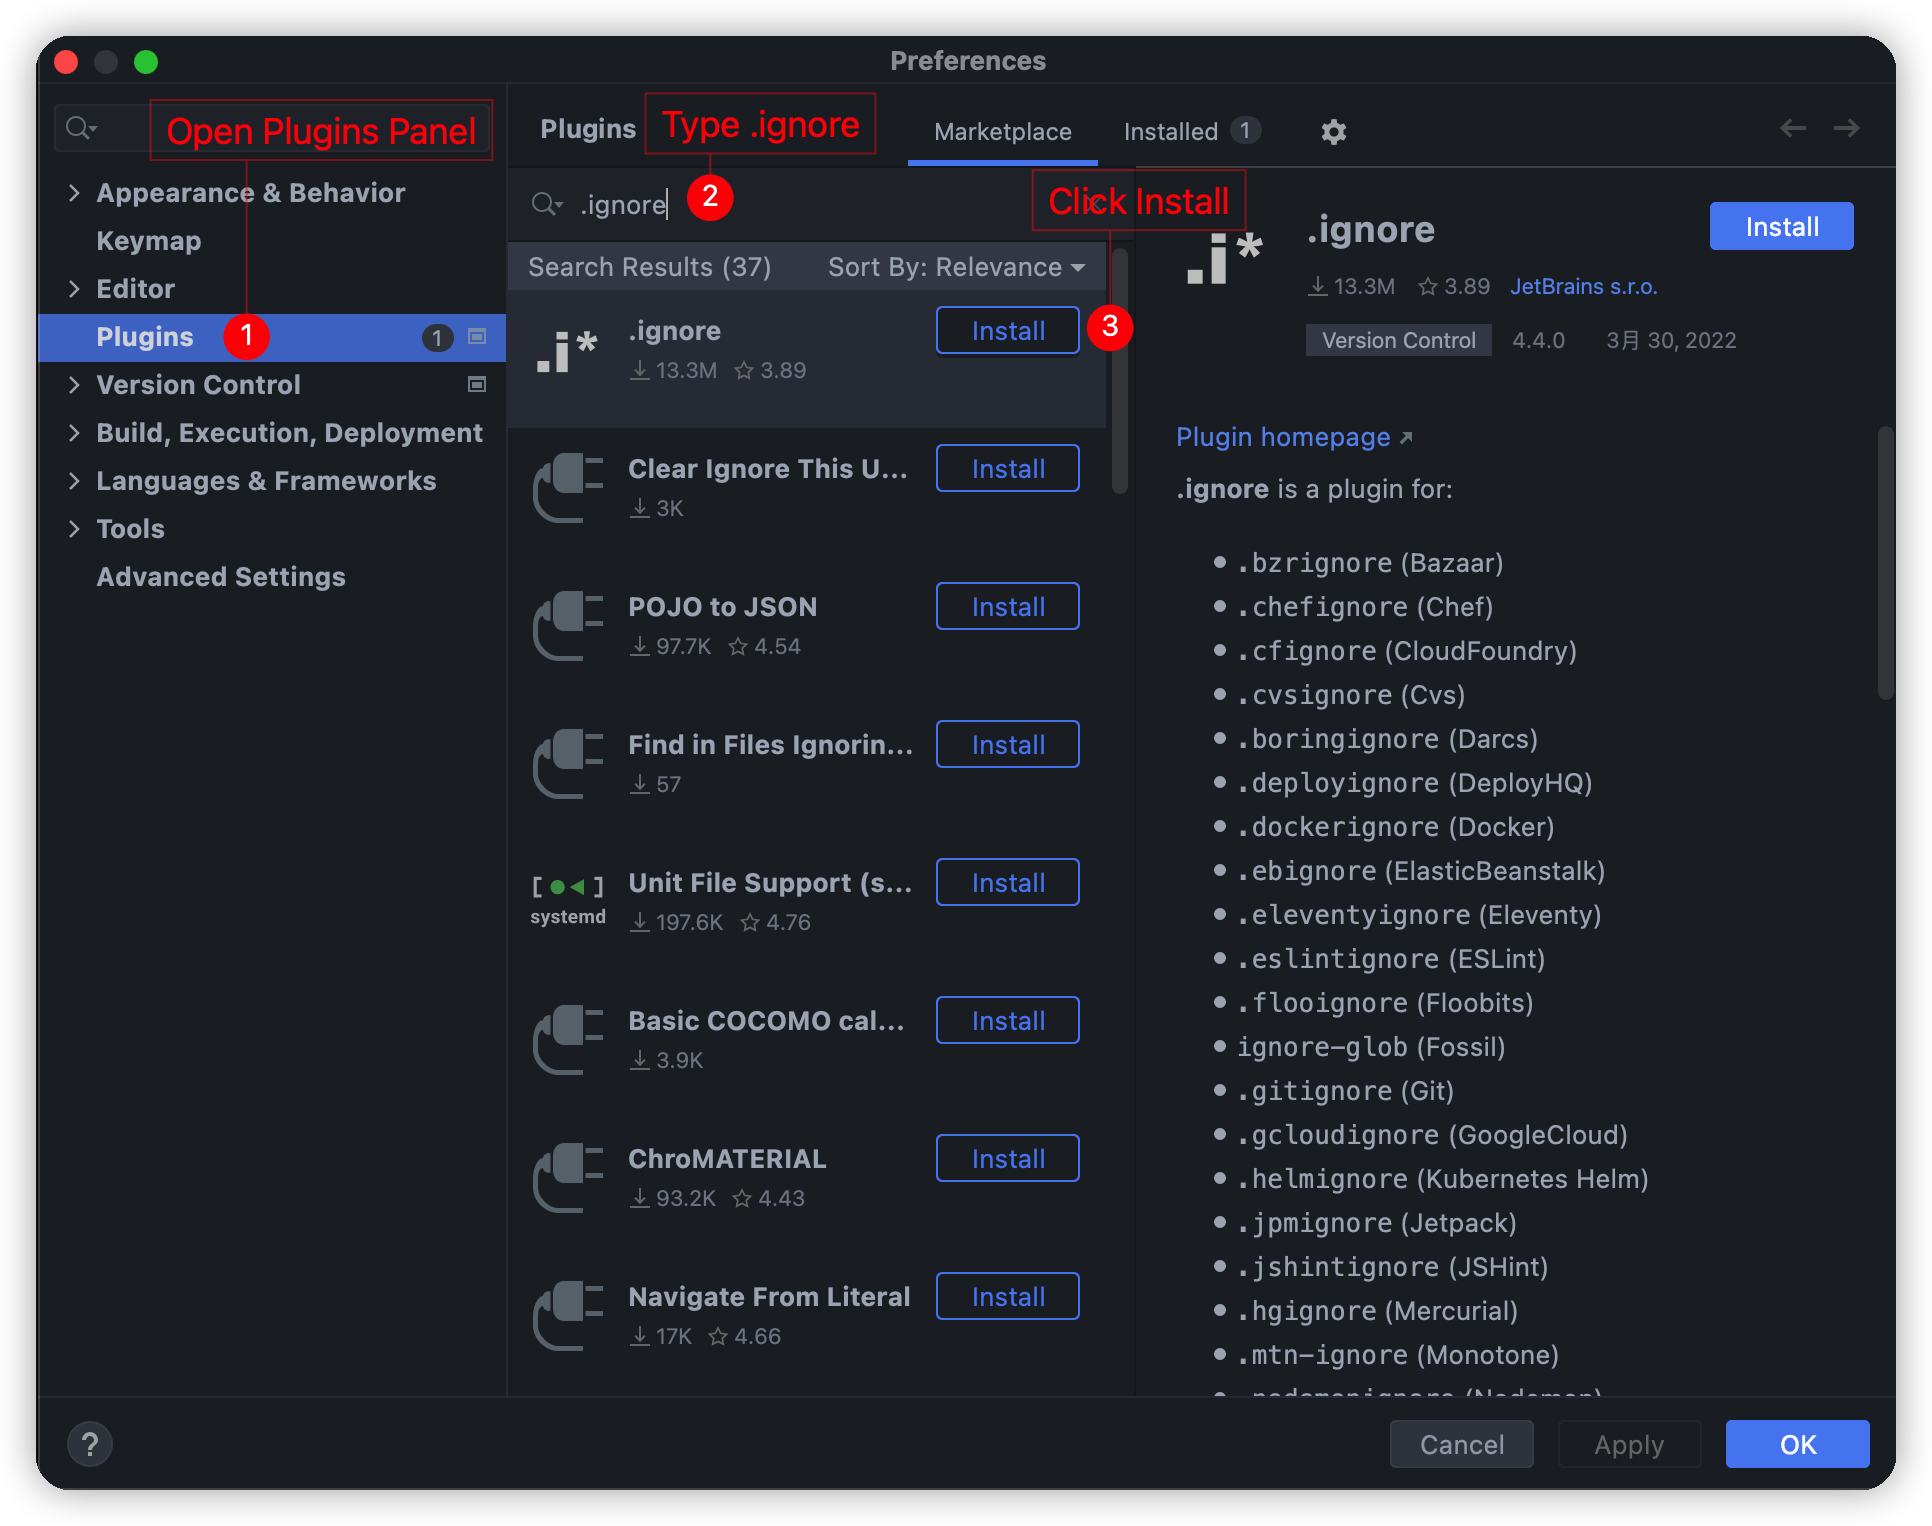 Preferences
Open Plugins Panel
Appearance & Behavior
Keymap
Editor
Plugins 1 1
Version Control
Build, Execution, Deployment
Languages & Frameworks
Tools
Advanced Settings
Plugins
Type .ignore
Marketplace
Installed 1
.ignore 2
Click Install
Search Results (37) Sort By: Relevance
.ignore Install 3
13.3M 3.89
Clear Ignore This U... Install
3K
POJO to JSON Install
97.7K 4.54
Find in Files Ignorin... Install
57
[ ] systemd
Unit File Support (s... Install
197.6K 4.76
Basic COCOMO cal... Install
3.9K
ChroMATERIAL Install
93.2K 4.43
Navigate From Literal Install
17K 4.66
.i*
.i*
.ignore Install
13.3M 3.89 JetBrains s.r.o.
Version Control 4.4.0 3月 30, 2022
Plugin homepage ↗
.ignore is a plugin for:
• .bzrignore (Bazaar)
• .chefignore (Chef)
• .cfignore (CloudFoundry)
• .cvsignore (Cvs)
• .boringignore (Darcs)
• .deployignore (DeployHQ)
• .dockerignore (Docker)
• .ebignore (ElasticBeanstalk)
• .eleventyignore (Eleventy)
• .eslintignore (ESLint)
• .flooignore (Floobits)
• ignore-glob (Fossil)
• .gitignore (Git)
• .gcloudignore (GoogleCloud)
• .helmignore (Kubernetes Helm)
• .jpmignore (Jetpack)
• .jshintignore (JSHint)
• .hgignore (Mercurial)
• .mtn-ignore (Monotone)
?
Cancel
Apply
OK